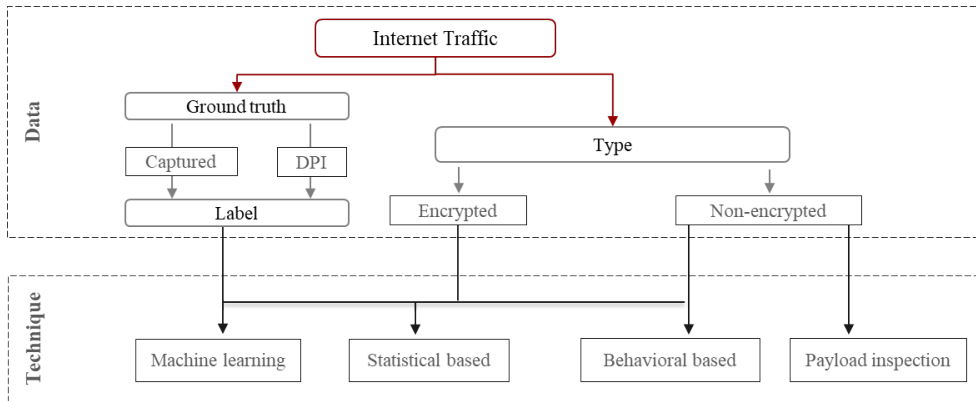 Internet Traffic
Data
Ground truth
Type
Captured
DPI
Label
Encrypted
Non-encrypted
Technique
Machine learning
Statistical based
Behavioral based
Payload inspection